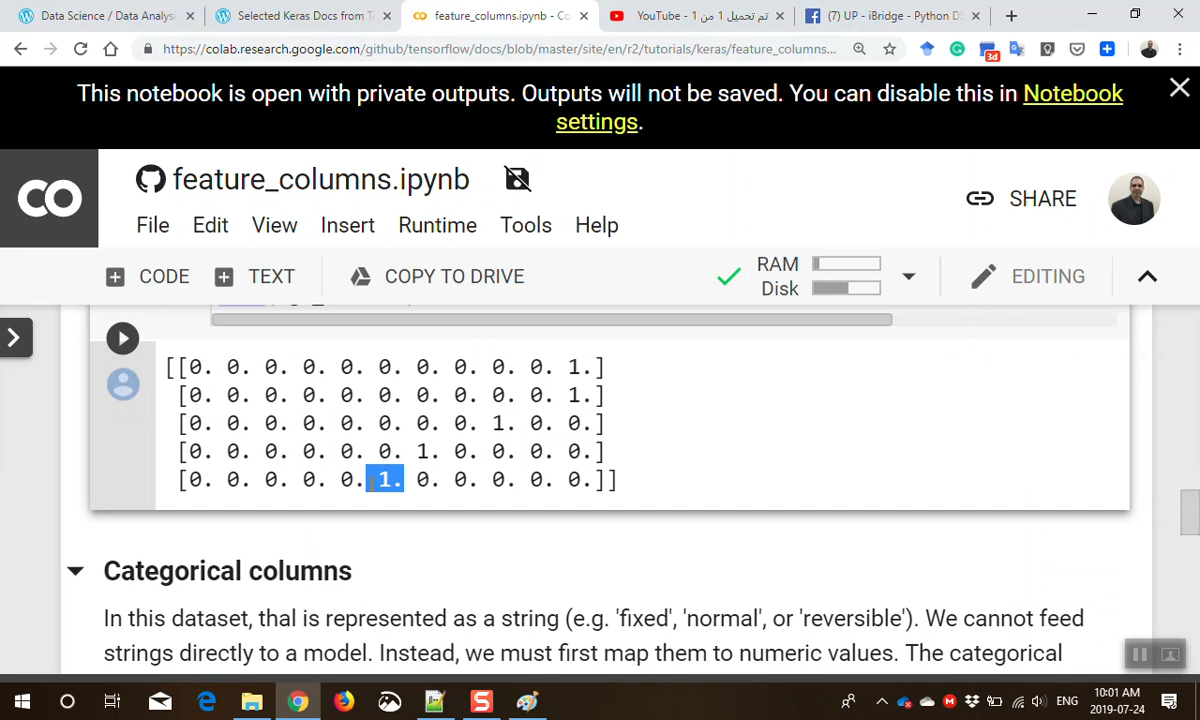 Data Science / Data Analys
Selected Keras Docs from T
feature_columns.ipynb - Co
YouTube - تم تحميل 1 من 1
(7) UP - iBridge - Python D
https://colab.research.google.com/github/tensorflow/docs/blob/master/site/en/r2/tutorials/keras/feature_columns...
3d
This notebook is open with private outputs. Outputs will not be saved. You can disable this in Notebook
settings.
CO
feature_columns.ipynb
SHARE
File Edit View Insert Runtime Tools Help
CODE TEXT COPY TO DRIVE
RAM
Disk
EDITING
[[0. 0. 0. 0. 0. 0. 0. 0. 0. 0. 1.]
[0. 0. 0. 0. 0. 0. 0. 0. 0. 0. 1.]
[0. 0. 0. 0. 0. 0. 0. 0. 1. 0. 0.]
[0. 0. 0. 0. 0. 0. 1. 0. 0. 0. 0.]
[0. 0. 0. 0. 0. 1. 0. 0. 0. 0. 0.]]
Categorical columns
In this dataset, thal is represented as a string (e.g. 'fixed', 'normal', or 'reversible'). We cannot feed
strings directly to a model. Instead, we must first map them to numeric values. The categorical
ENG
10:01 AM
2019-07-24